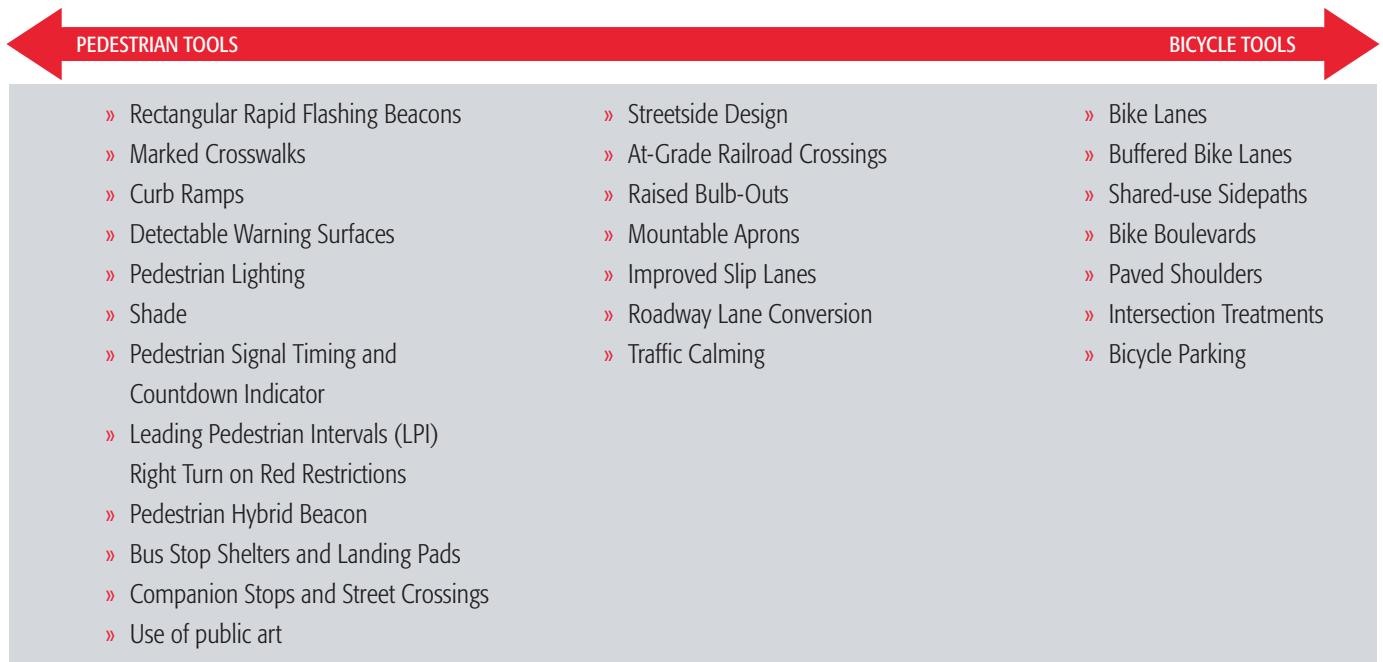 PEDESTRIAN TOOLS
BICYCLE TOOLS
» Rectangular Rapid Flashing Beacons
» Marked Crosswalks
» Curb Ramps
» Detectable Warning Surfaces
» Pedestrian Lighting
» Shade
» Pedestrian Signal Timing and
Countdown Indicator
» Leading Pedestrian Intervals (LPI)
Right Turn on Red Restrictions
» Pedestrian Hybrid Beacon
» Bus Stop Shelters and Landing Pads
» Companion Stops and Street Crossings
» Use of public art
» Streetside Design
» At-Grade Railroad Crossings
» Raised Bulb-Outs
» Mountable Aprons
» Improved Slip Lanes
» Roadway Lane Conversion
» Traffic Calming
» Bike Lanes
» Buffered Bike Lanes
» Shared-use Sidepaths
» Bike Boulevards
» Paved Shoulders
» Intersection Treatments
» Bicycle Parking